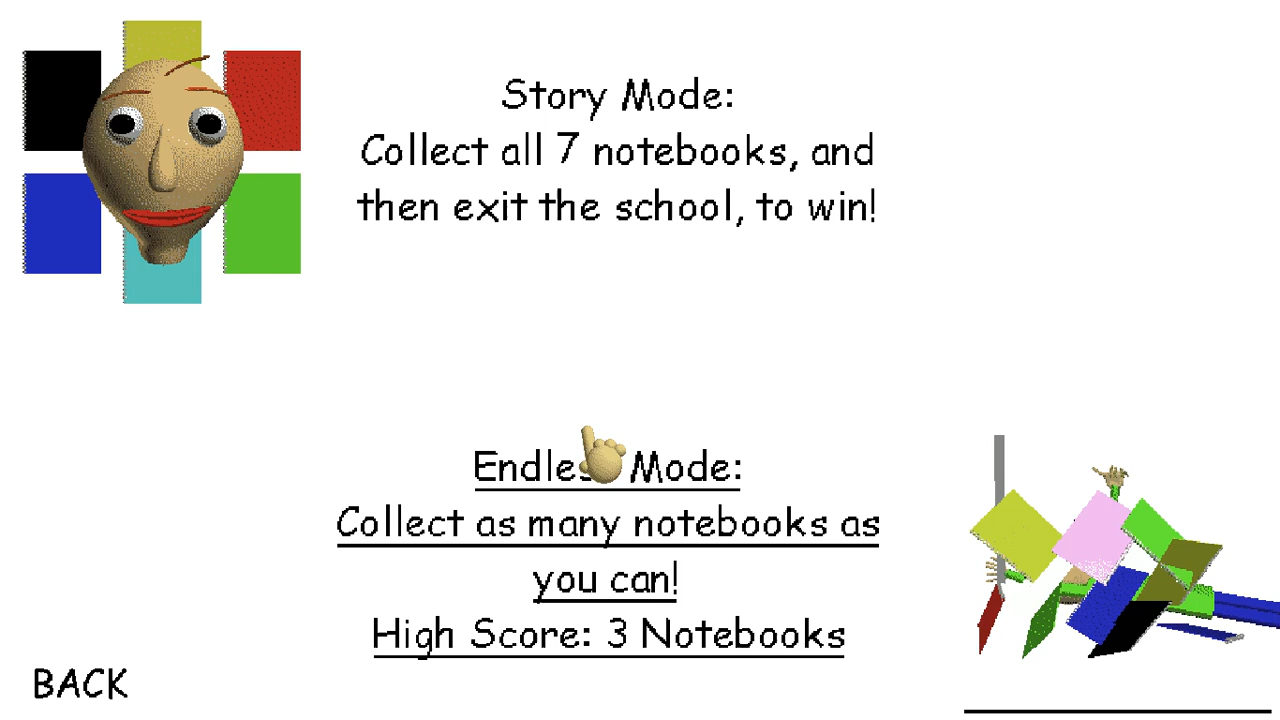 Story Mode:
Collect all 7 notebooks, and
then exit the school, to win!
Endless Mode:
Collect as many notebooks as
you can!
High Score: 3 Notebooks
BACK